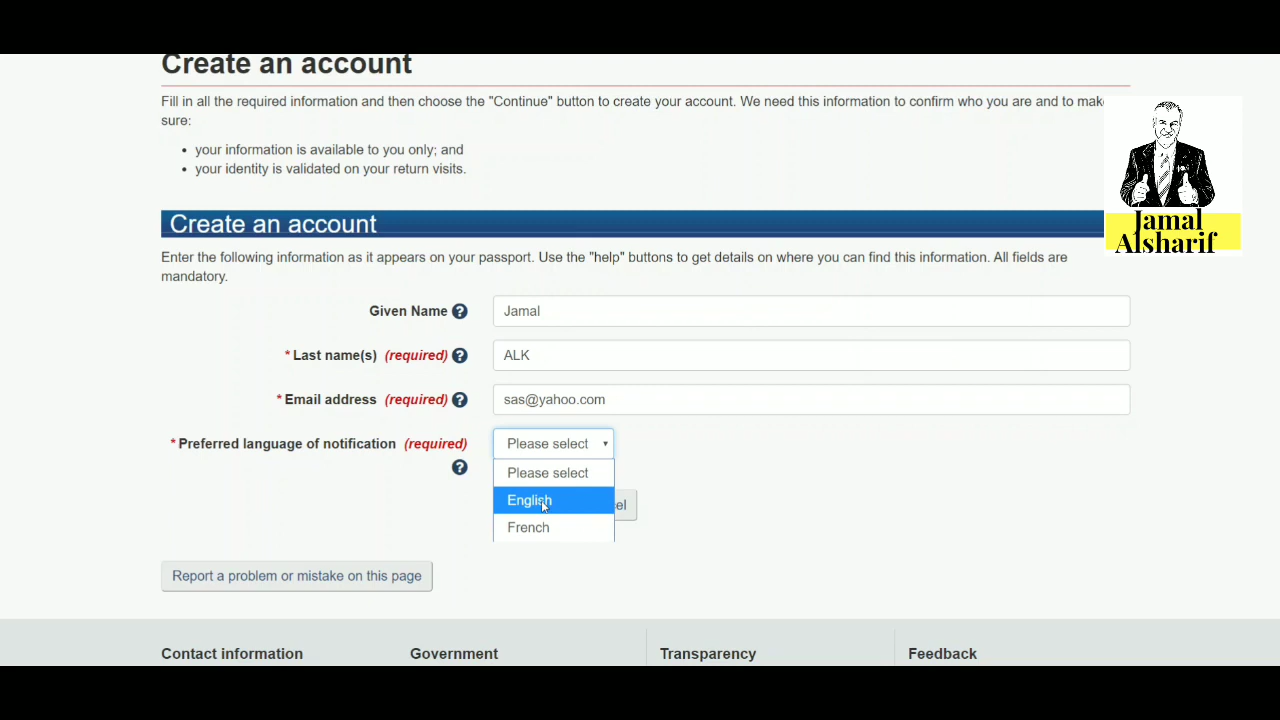 Create an account
Fill in all the required information and then choose the "Continue" button to create your account. We need this information to confirm who you are and to make
sure:
• your information is available to you only; and
• your identity is validated on your return visits.
Jamal
Alsharif
Create an account
Enter the following information as it appears on your passport. Use the "help" buttons to get details on where you can find this information. All fields are
mandatory.
Given Name ? Jamal
* Last name(s) (required) ? ALK
* Email address (required) ? sas@yahoo.com
* Preferred language of notification (required) Please select
?
Please select
English
French
Report a problem or mistake on this page
Contact information Government Transparency Feedback